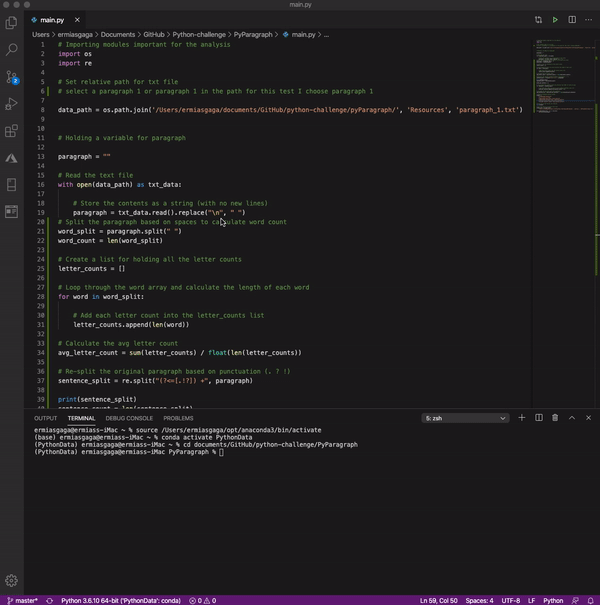 main.py
main.py
Users > ermiasgaga > Documents > GitHub > Python-challenge > PyParagraph > main.py > ...
1 # Importing modules important for the analysis
2 import os
3 import re
4
5 # Set relative path for txt file
6 # select a paragraph 1 or paragraph 1 in the path for this test I choose paragraph 1
7
8 data_path = os.path.join('/Users/ermiasgaga/documents/GitHub/python-challenge/pyParagraph/', 'Resources', 'paragraph_1.txt')
9
10
11 # Holding a variable for paragraph
12
13 paragraph = ""
14
15 # Read the text file
16 with open(data_path) as txt_data:
17
18 # Store the contents as a string (with no new lines)
19 paragraph = txt_data.read().replace("\n", " ")
20 # Split the paragraph based on spaces to calculate word count
21 word_split = paragraph.split(" ")
22 word_count = len(word_split)
23
24 # Create a list for holding all the letter counts
25 letter_counts = []
26
27 # Loop through the word array and calculate the length of each word
28 for word in word_split:
29
30 # Add each letter count into the letter_counts list
31 letter_counts.append(len(word))
32
33 # Calculate the avg letter count
34 avg_letter_count = sum(letter_counts) / float(len(letter_counts))
35
36 # Re-split the original paragraph based on punctuation (. ? !)
37 sentence_split = re.split("(?<=[.!?]) +", paragraph)
38
39 print(sentence_split)
40 sentence_count = len(sentence_split)
OUTPUT TERMINAL DEBUG CONSOLE PROBLEMS 5: zsh
ermiasgaga@ermiass-iMac ~ % source /Users/ermiasgaga/opt/anaconda3/bin/activate
(base) ermiasgaga@ermiass-iMac ~ % conda activate PythonData
(PythonData) ermiasgaga@ermiass-iMac ~ % cd documents/GitHub/python-challenge/PyParagraph
(PythonData) ermiasgaga@ermiass-iMac PyParagraph %
2
master* Python 3.6.10 64-bit ('PythonData': conda) 0 0 Ln 59, Col 50 Spaces: 4 UTF-8 LF Python